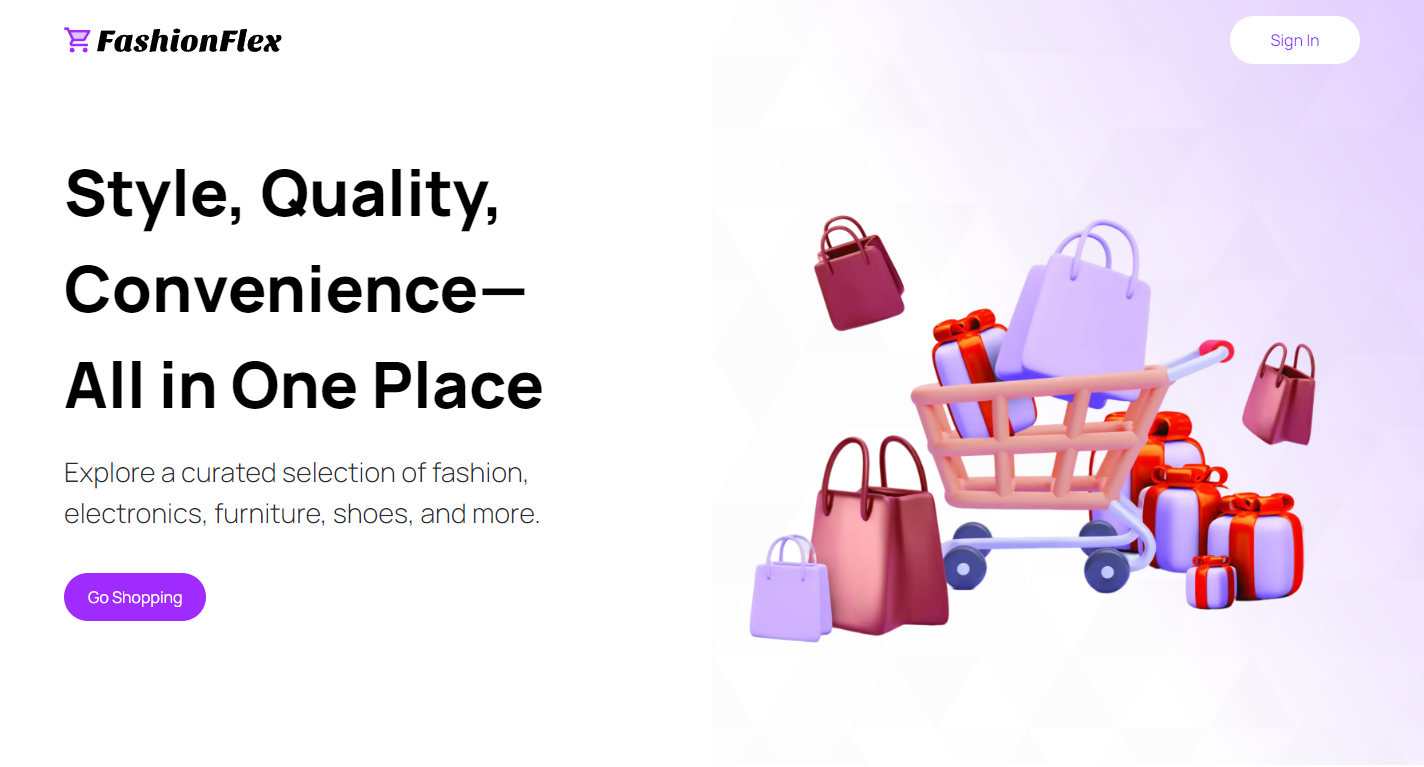 FashionFlex
Sign In
Style, Quality,
Convenience—
All in One Place
Explore a curated selection of fashion,
electronics, furniture, shoes, and more.
Go Shopping